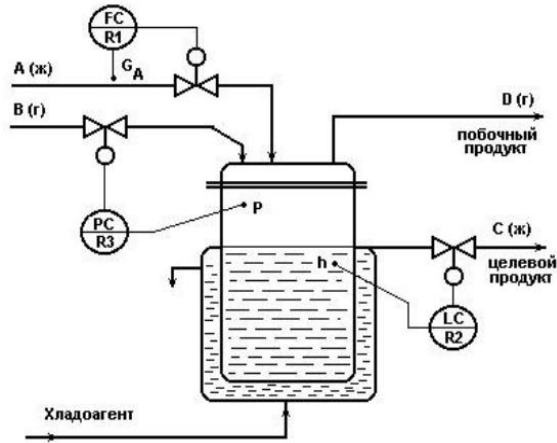 FC
R1
G A
А (ж)
В (г)
D (г)
побочный
продукт
PC
R3
P
h
С (ж)
целевой
продукт
LC
R2
Хладоагент